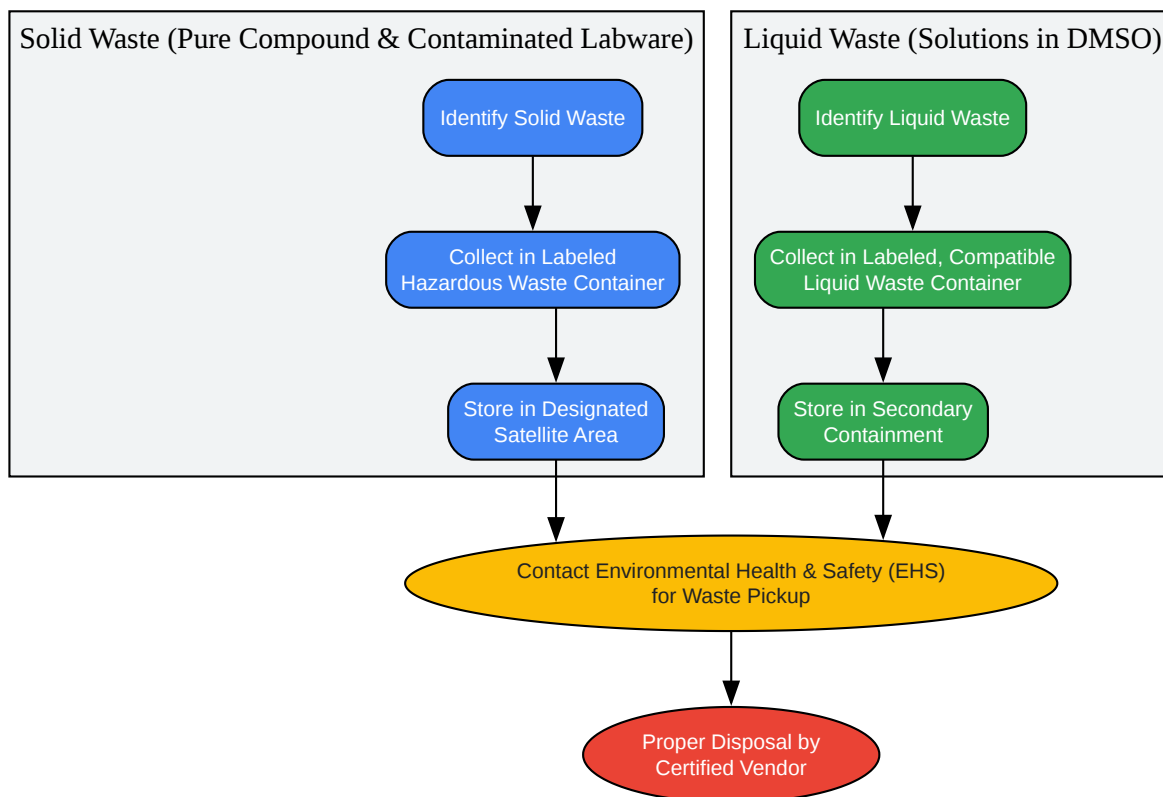 Solid Waste (Pure Compound & Contaminated Labware)
Identify Solid Waste
Collect in Labeled
Hazardous Waste Container
Store in Designated
Satellite Area
Liquid Waste (Solutions in DMSO)
Identify Liquid Waste
Collect in Labeled, Compatible
Liquid Waste Container
Store in Secondary
Containment
Contact Environmental Health & Safety (EHS)
for Waste Pickup
Proper Disposal by
Certified Vendor